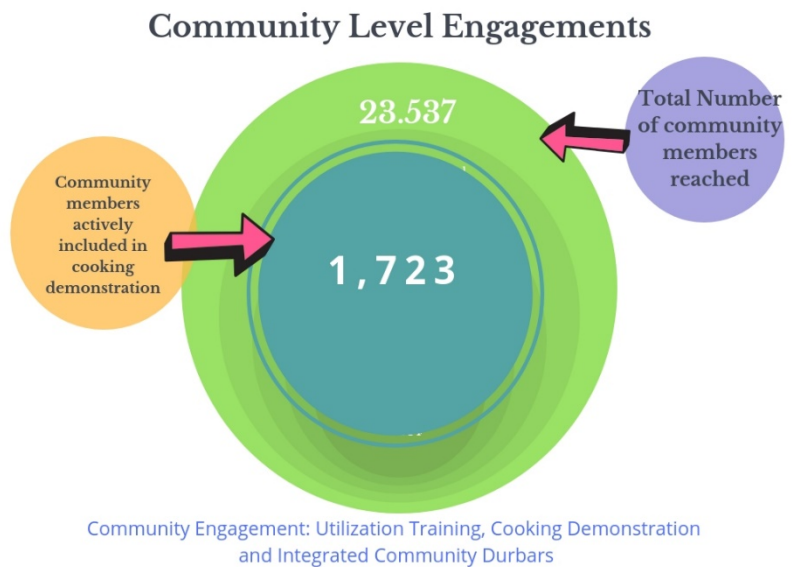 Community Level Engagements
23.537
Total Number
of community
members
reached
Community
members
actively
included in
cooking
demonstration
1,723
Community Engagement: Utilization Training, Cooking Demonstration
and Integrated Community Durbars